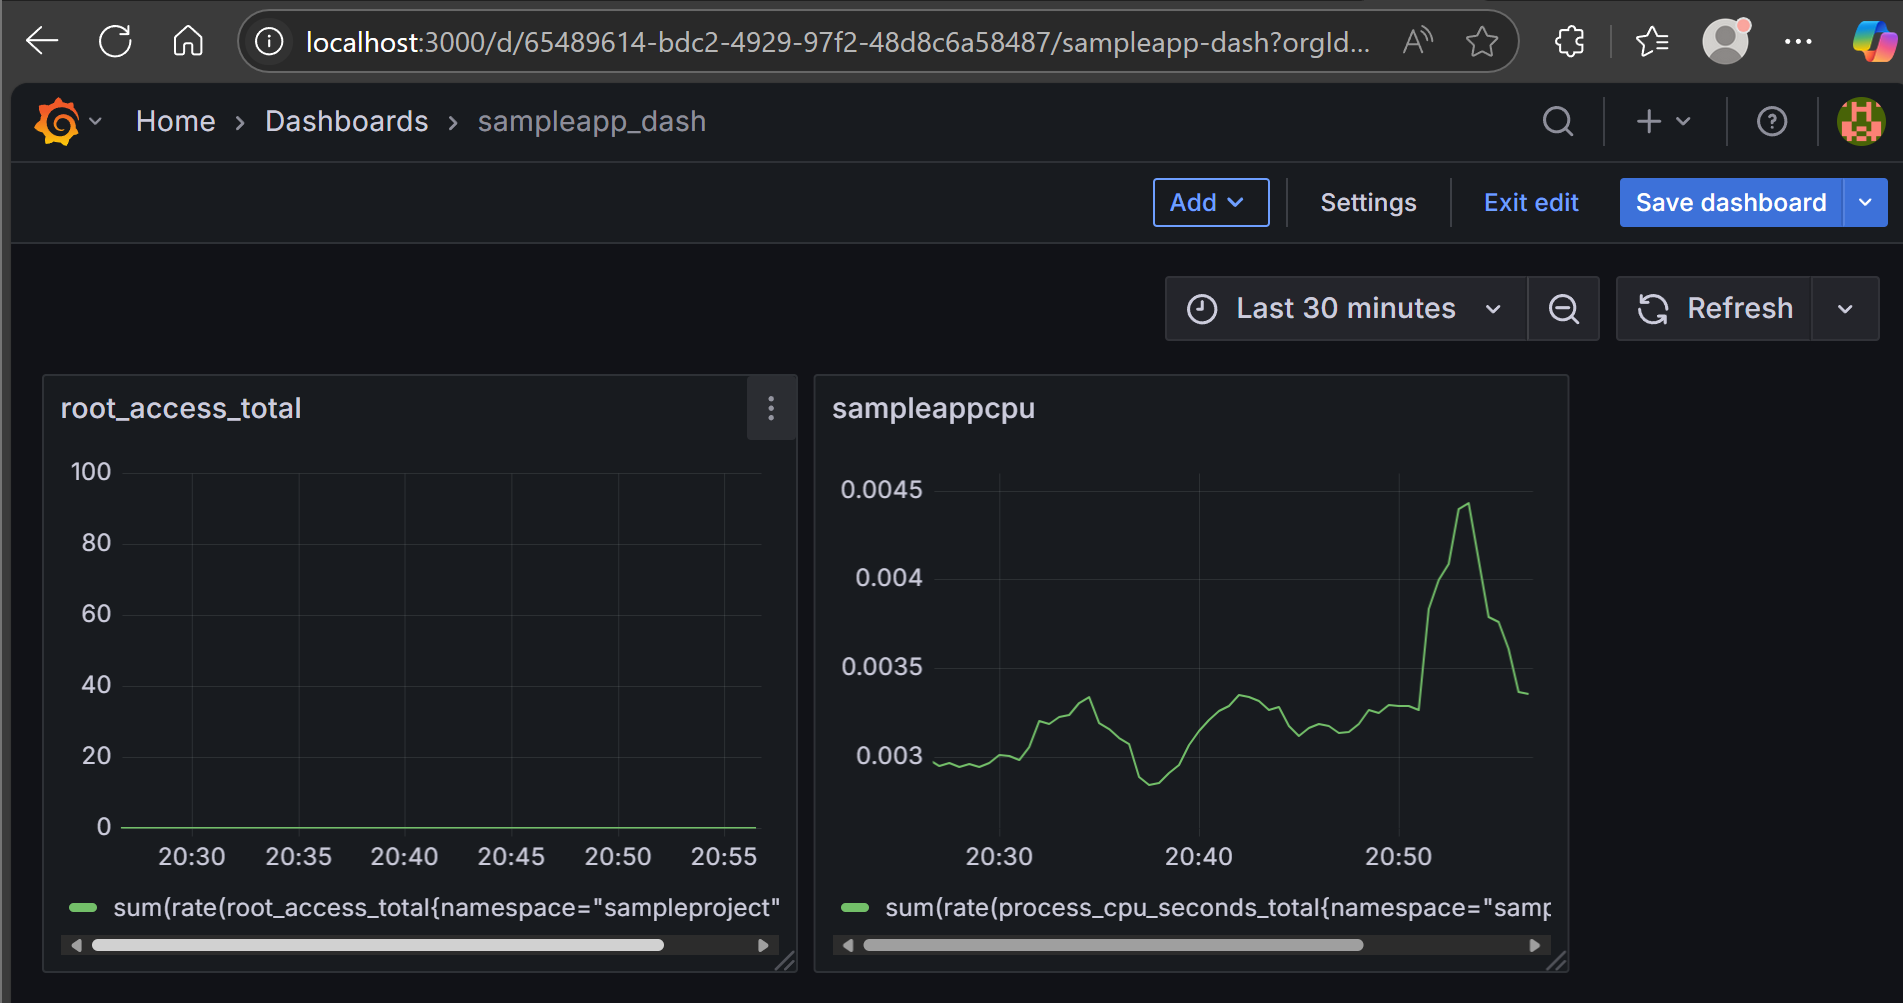 localhost:3000/d/65489614-bdc2-4929-97f2-48d8c6a58487/sampleapp-dash?orgId...
Home > Dashboards > sampleapp_dash
Add
Settings
Exit edit
Save dashboard
Last 30 minutes
Refresh
root_access_total
100
80
60
40
20
0
20:30 20:35 20:40 20:45 20:50 20:55
sum(rate(root_access_total{namespace="sampleproject"
sampleappcpu
0.0045
0.004
0.0035
0.003
20:30 20:40 20:50
sum(rate(process_cpu_seconds_total{namespace="samp